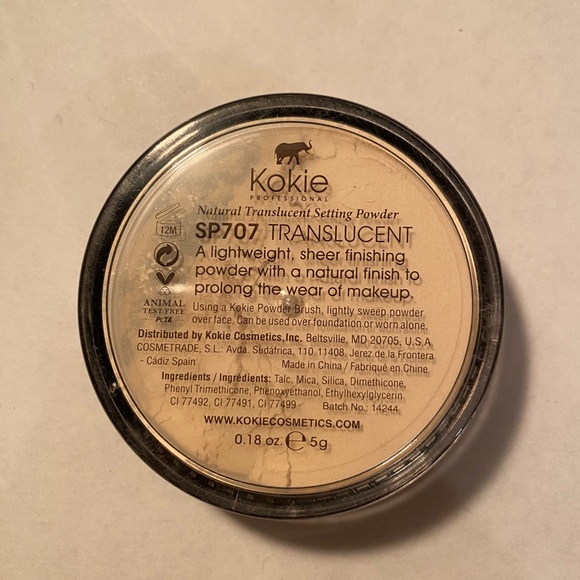 Kokie
PROFESSIONAL
Natural Translucent Setting Powder
SP707 TRANSLUCENT
A lightweight, sheer finishing
powder with a natural finish to
prolong the wear of makeup.
12M
ANIMAL
TEST-FREE
PETA
Using a Kokie Powder Brush, lightly sweep powder
over face. Can be used over foundation or worn alone.
Distributed by Kokie Cosmetics,Inc. Beltsville, MD 20705, U.S.A.
COSMETRADE, S.L.: Avda. Sudáfrica, 110. 11408. Jerez de la Frontera
- Cádiz Spain Made in China / Fabriqué en Chine
Ingredients / Ingrédients: Talc, Mica, Silica, Dimethicone,
Phenyl Trimethicone, Phenoxyethanol, Ethylhexylglycerin
CI 77492, CI 77491, CI 77499 Batch No.: 14244
WWW.KOKIECOSMETICS.COM
0.18 oz. ℮ 5g